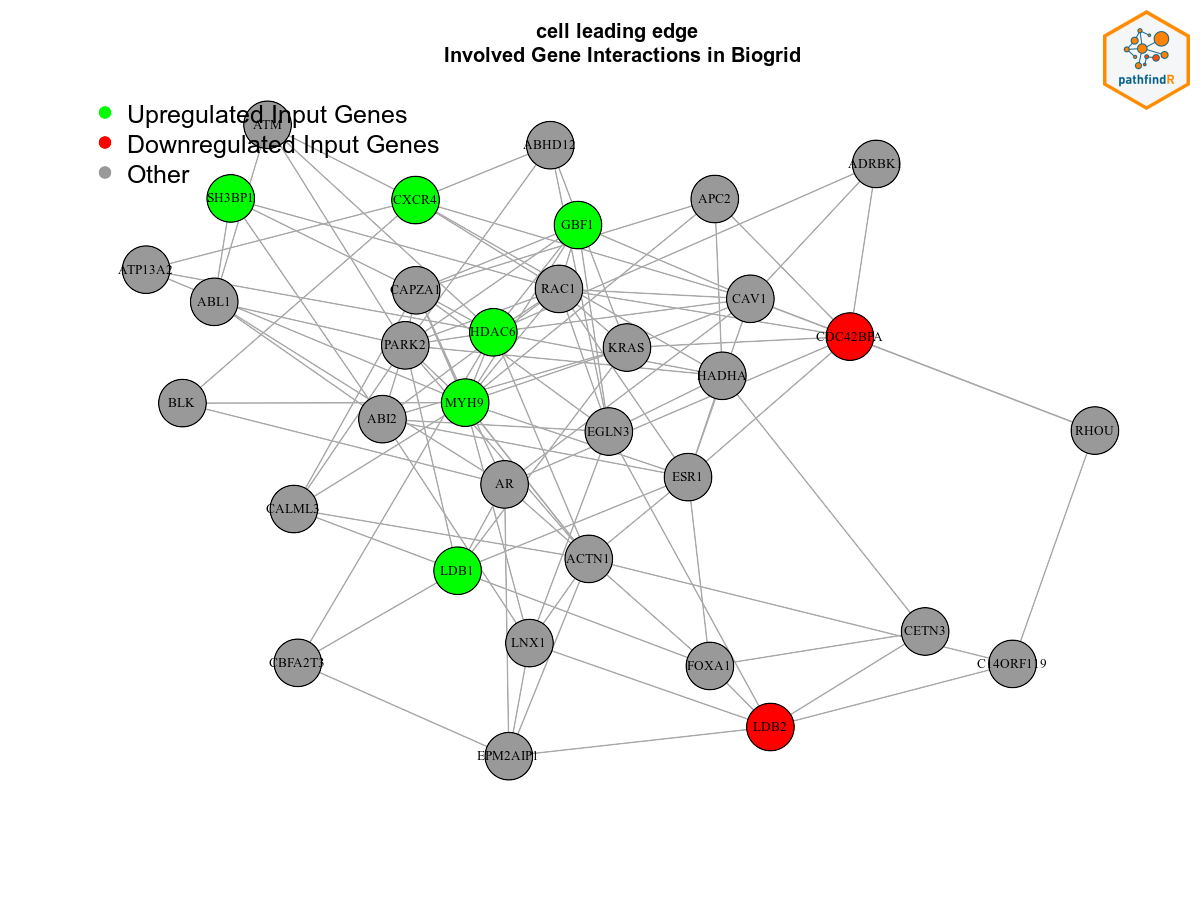 cell leading edge
Involved Gene Interactions in Biogrid
pathfindR
Upregulated Input Genes
Downregulated Input Genes
Other
ATM
ABHD12
ADRBK1
SH3BP1
CXCR4
APC2
GBF1
ATP13A2
ABL1
CAPZA1
RAC1
CAV1
HDAC6
PARK2
KRAS
CDC42BPA
HADHA
BLK
MYH9
ABI2
EGLN3
RHOU
AR
ESR1
CALML3
ACTN1
LDB1
CETN3
LNX1
CBFA2T3
FOXA1
C14ORF119
LDB2
EPM2AIP1